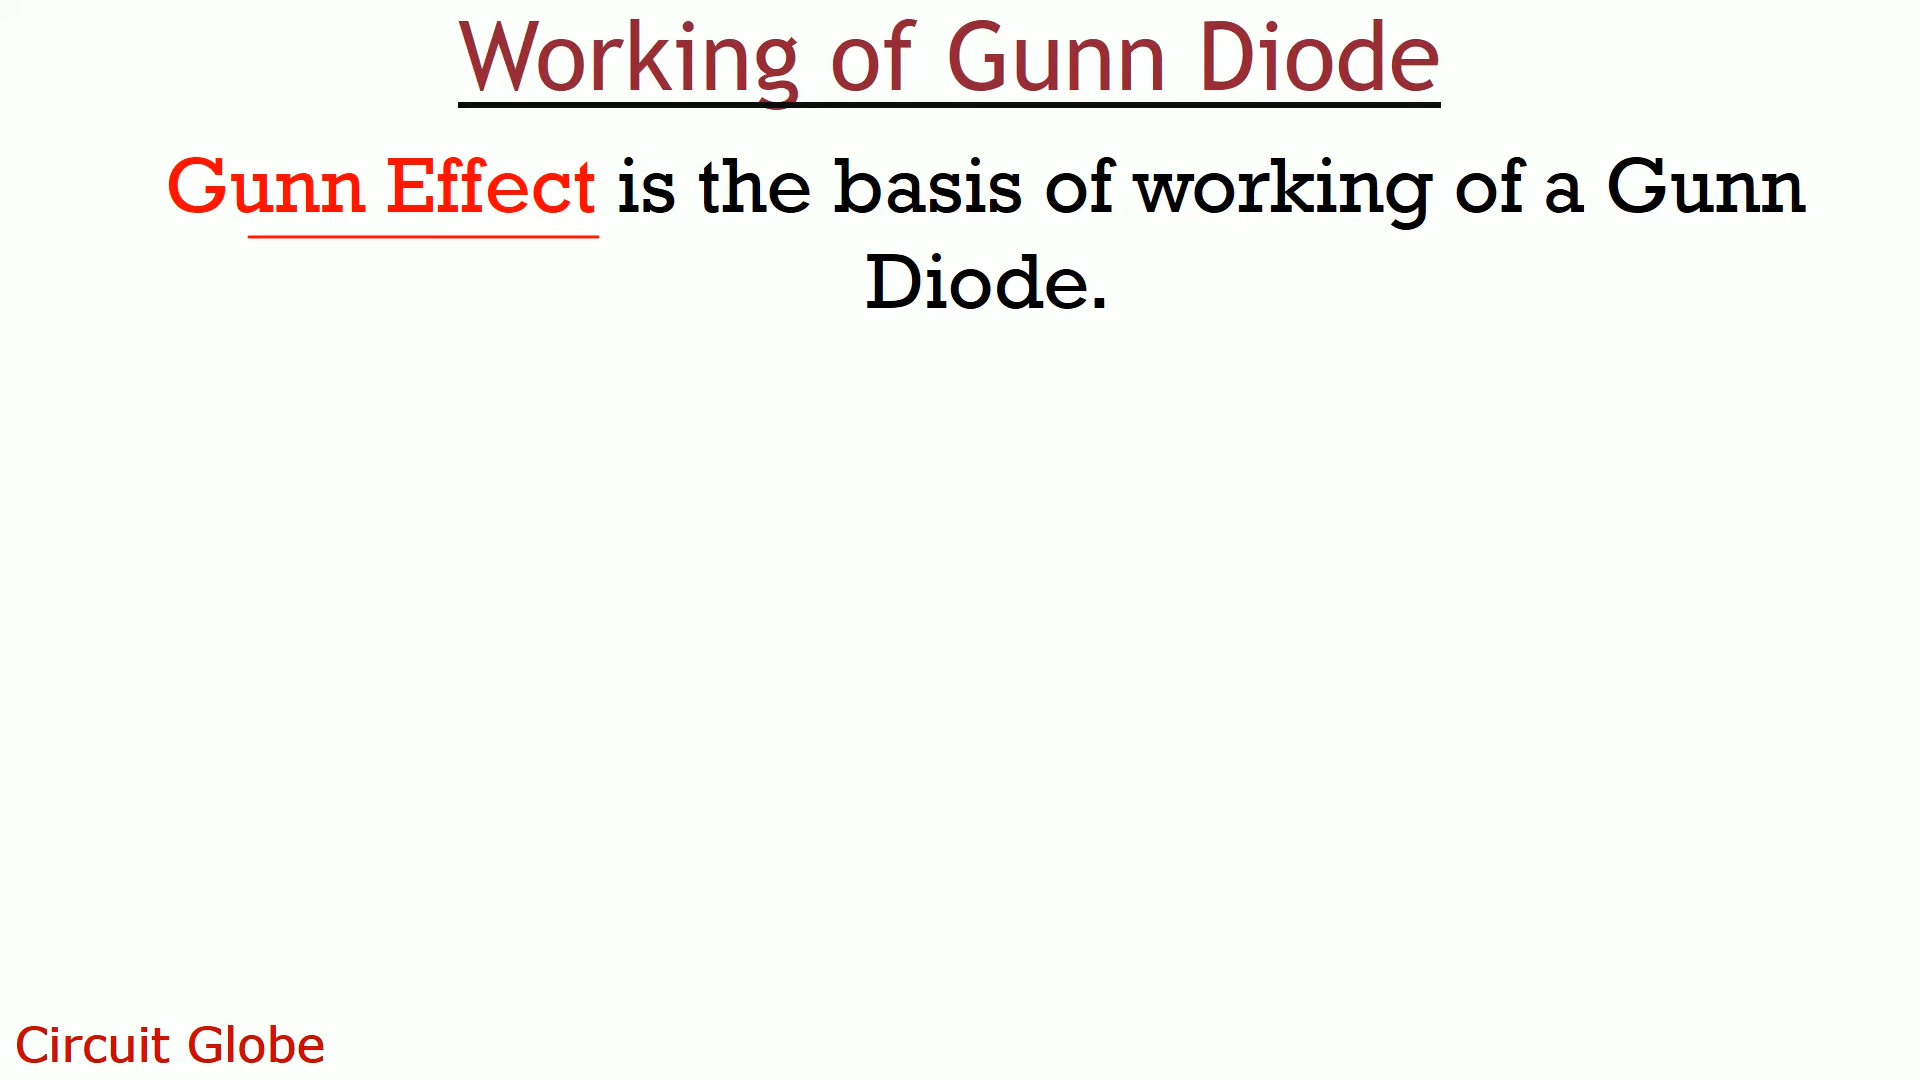 Working of Gunn Diode
Gunn Effect is the basis of working of a Gunn
Diode.
Circuit Globe